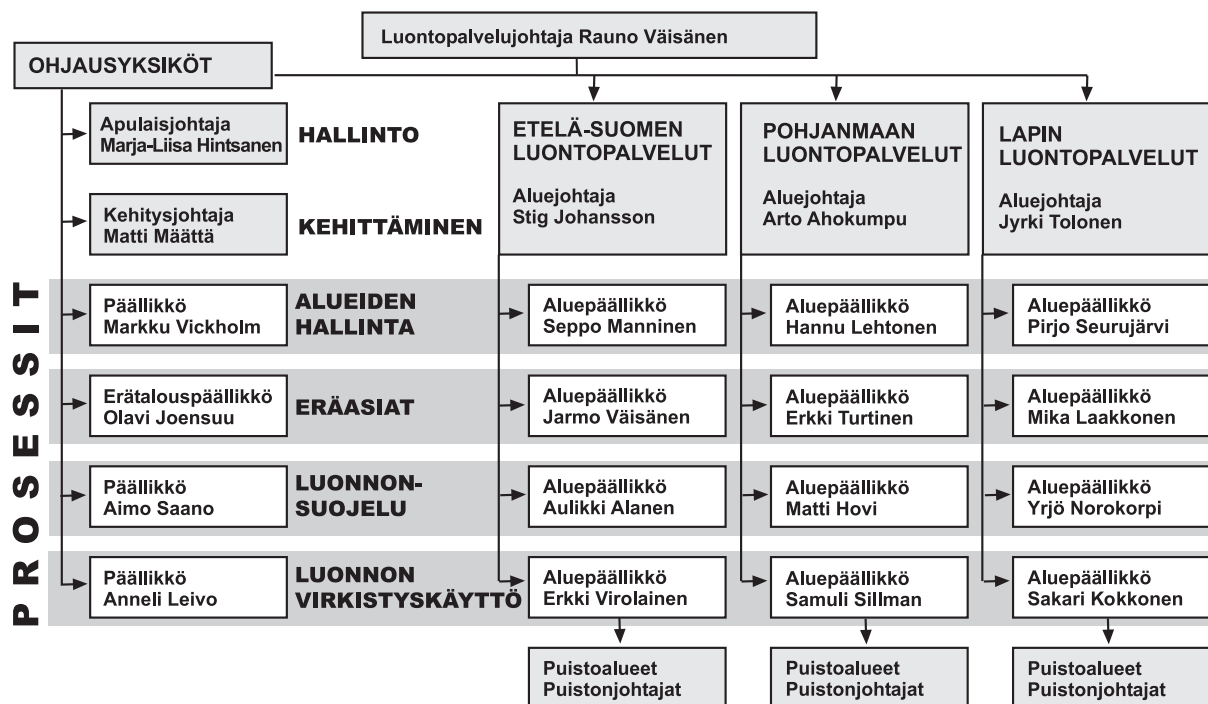 Luontopalvelujohtaja Rauno Väisänen
OHJAUSYKSIKÖT
Apulaisjohtaja
Marja-Liisa Hintsanen
HALLINTO
Kehitysjohtaja
Matti Määttä
KEHITTÄMINEN
ETELÄ-SUOMEN
LUONTOPALVELUT
Aluejohtaja
Stig Johansson
POHJANMAAN
LUONTOPALVELUT
Aluejohtaja
Arto Ahokumpu
LAPIN
LUONTOPALVELUT
Aluejohtaja
Jyrki Tolonen
PROSESSIT
Päällikkö
Markku Vickholm
ALUEIDEN
HALLINTA
Aluepäällikkö
Seppo Manninen
Aluepäällikkö
Hannu Lehtonen
Aluepäällikkö
Pirjo Seurujärvi
Erätalouspäällikkö
Olavi Joensuu
ERÄASIAT
Aluepäällikkö
Jarmo Väisänen
Aluepäällikkö
Erkki Turtinen
Aluepäällikkö
Mika Laakkonen
Päällikkö
Aimo Saano
LUONNON-
SUOJELU
Aluepäällikkö
Aulikki Alanen
Aluepäällikkö
Matti Hovi
Aluepäällikkö
Yrjö Norokorpi
Päällikkö
Anneli Leivo
LUONNON
VIRKISTYSKÄYTTÖ
Aluepäällikkö
Erkki Virolainen
Aluepäällikkö
Samuli Sillman
Aluepäällikkö
Sakari Kokkonen
Puistoalueet
Puistonjohtajat
Puistoalueet
Puistonjohtajat
Puistoalueet
Puistonjohtajat